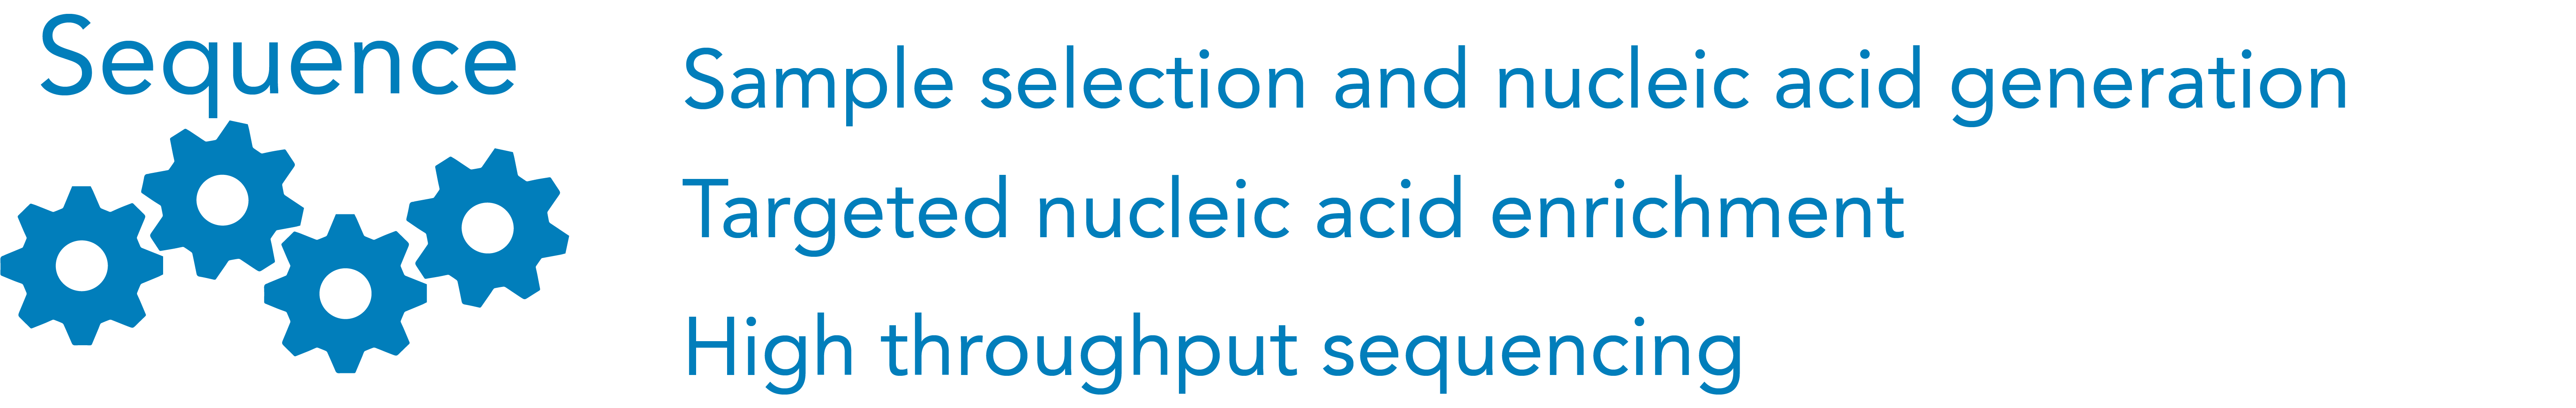 Sequence
Sample selection and nucleic acid generation
Targeted nucleic acid enrichment
High throughput sequencing